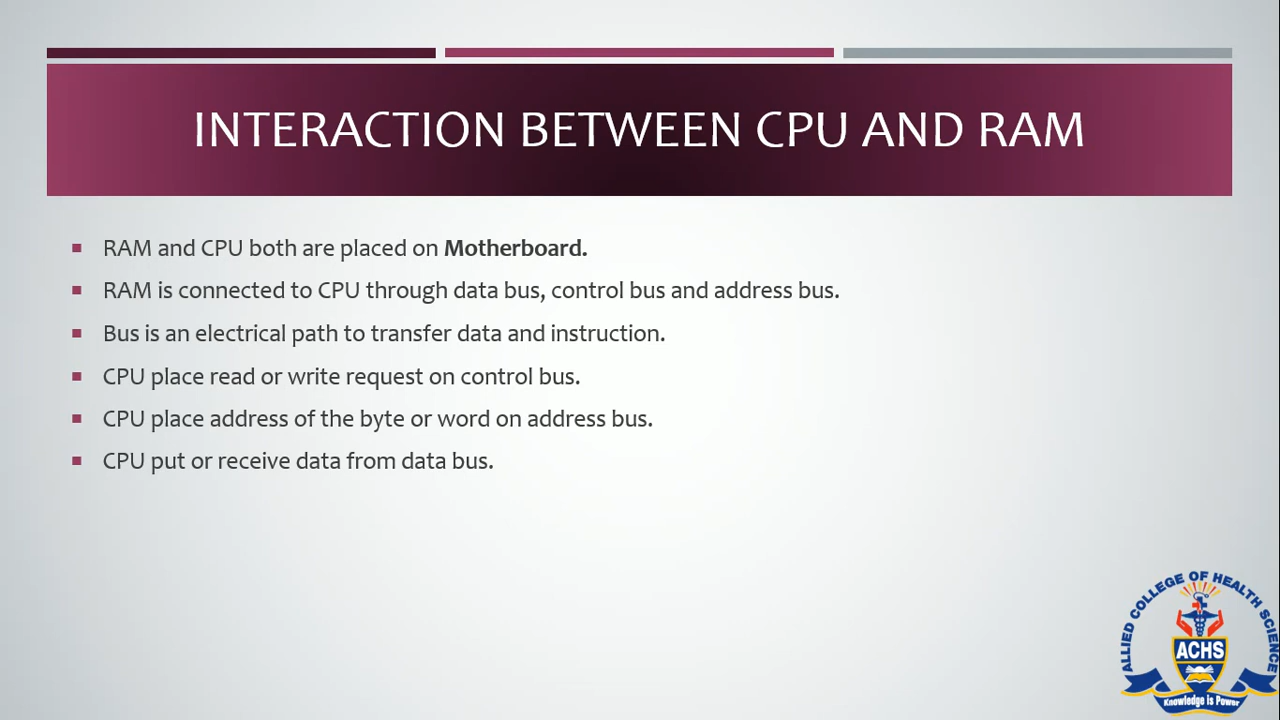 INTERACTION BETWEEN CPU AND RAM
RAM and CPU both are placed on Motherboard.
RAM is connected to CPU through data bus, control bus and address bus.
Bus is an electrical path to transfer data and instruction.
CPU place read or write request on control bus.
CPU place address of the byte or word on address bus.
CPU put or receive data from data bus.
ALLIED COLLEGE OF HEALTH SCIENCE
ACHS
Knowledge is Power